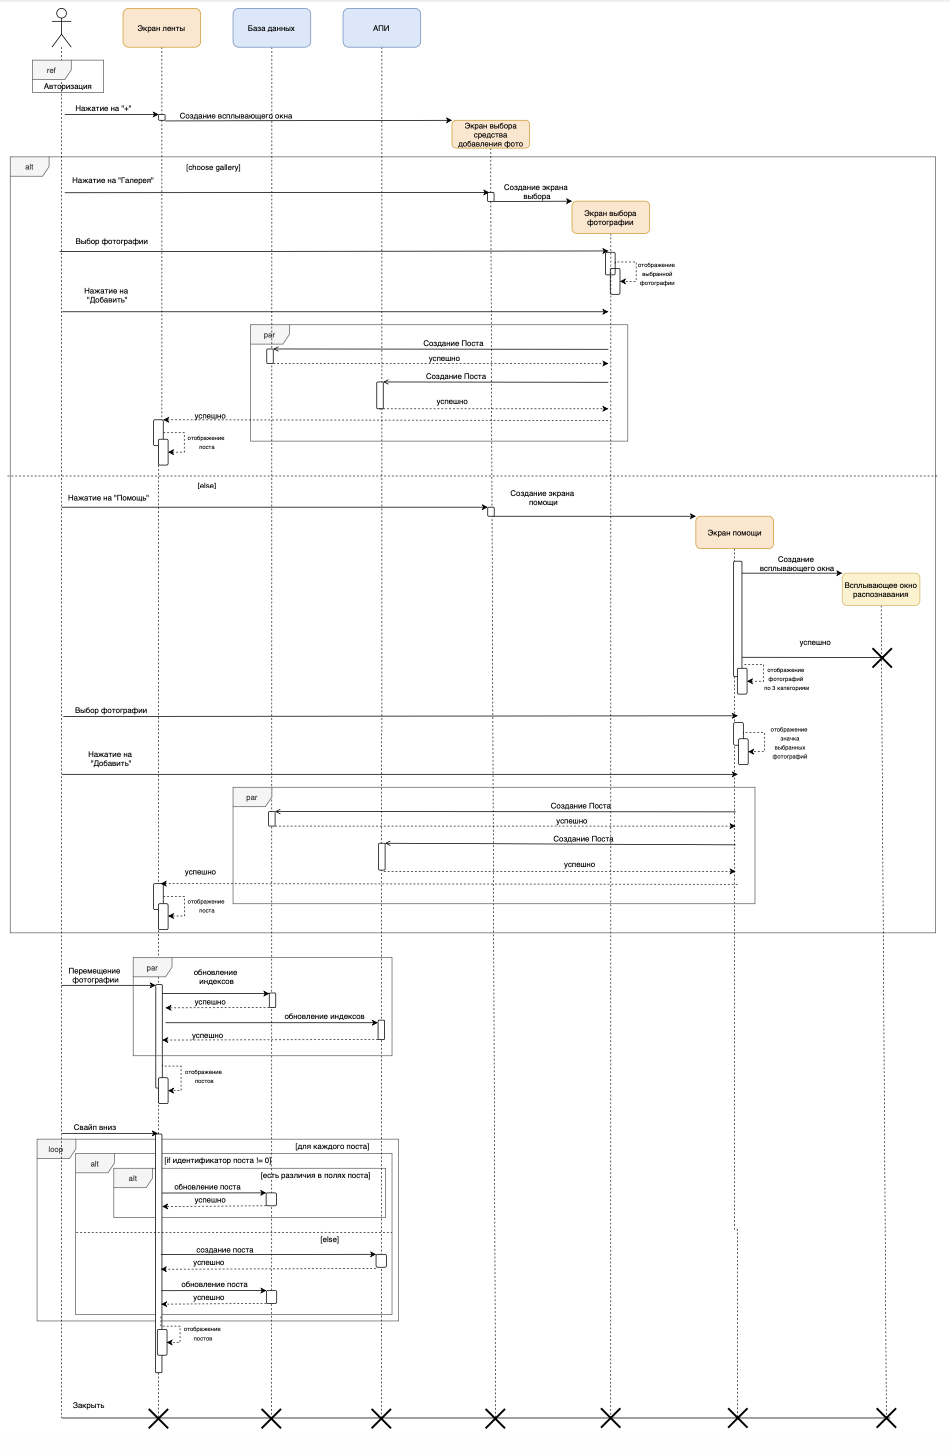 Экран ленты
База данных
АПИ
ref
Авторизация
Нажатие на "+"
Создание всплывающего окна
Экран выбора
средства
добавления фото
alt
[choose gallery]
Нажатие на "Галерея"
Создание экрана
выбора
Экран выбора
фотографии
Выбор фотографии
отображение
выбранной
фотографии
Нажатие на
"Добавить"
par
Создание Поста
успешно
Создание Поста
успешно
успешно
отображение
поста
[else]
Нажатие на "Помощь"
Создание экрана
помощи
Экран помощи
Создание
всплывающего окна
Всплывающее окно
распознавания
успешно
отображение
фотографий
по 3 категориям
Выбор фотографии
отображение
значка
выбранных
фотографий
Нажатие на
"Добавить"
par
Создание Поста
успешно
Создание Поста
успешно
успешно
отображение
поста
par
Перемещение
фотографии
обновление
индексов
успешно
обновление индексов
успешно
отображение
постов
Свайп вниз
loop
[для каждого поста]
alt
[if идентификатор поста != 0]
alt
[есть различия в полях поста]
обновление поста
успешно
[else]
создание поста
успешно
обновление поста
успешно
отображение
постов
Закрыть